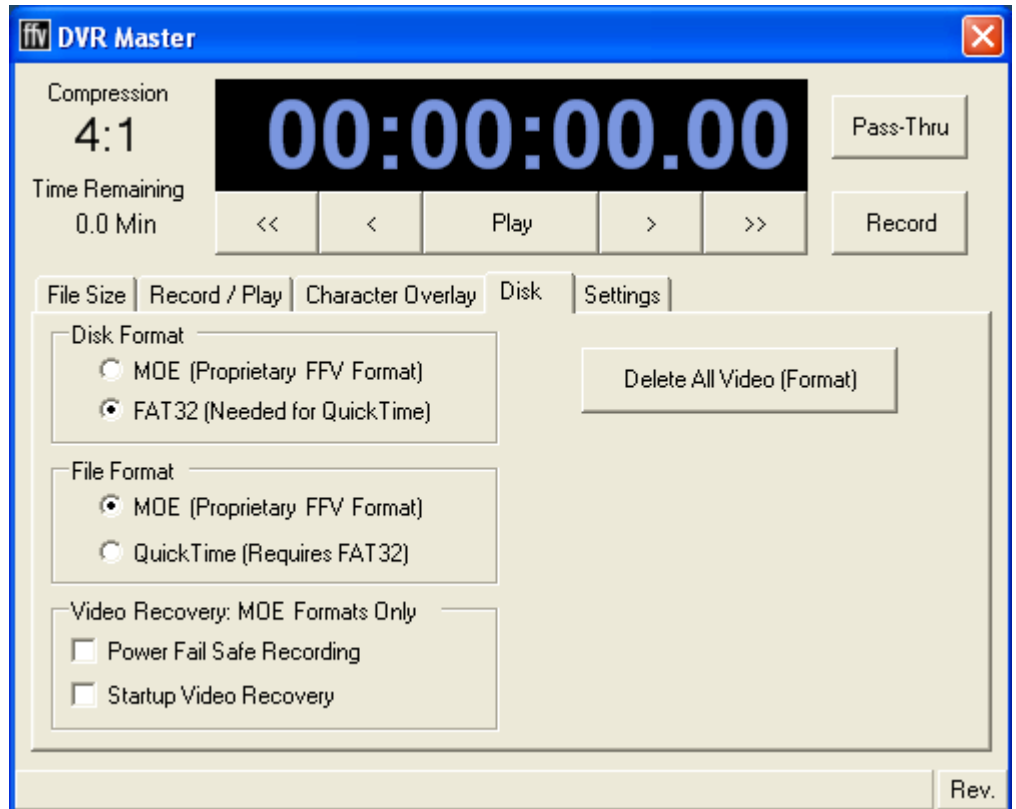 ffv DVR Master
Compression
4:1
Time Remaining
0.0 Min
00:00:00.00
<< < Play > >>
Pass-Thru
Record
File Size Record / Play Character Overlay Disk Settings
Disk Format
MOE (Proprietary FFV Format)
FAT32 (Needed for QuickTime)
Delete All Video (Format)
File Format
MOE (Proprietary FFV Format)
QuickTime (Requires FAT32)
Video Recovery: MOE Formats Only
Power Fail Safe Recording
Startup Video Recovery
Rev.